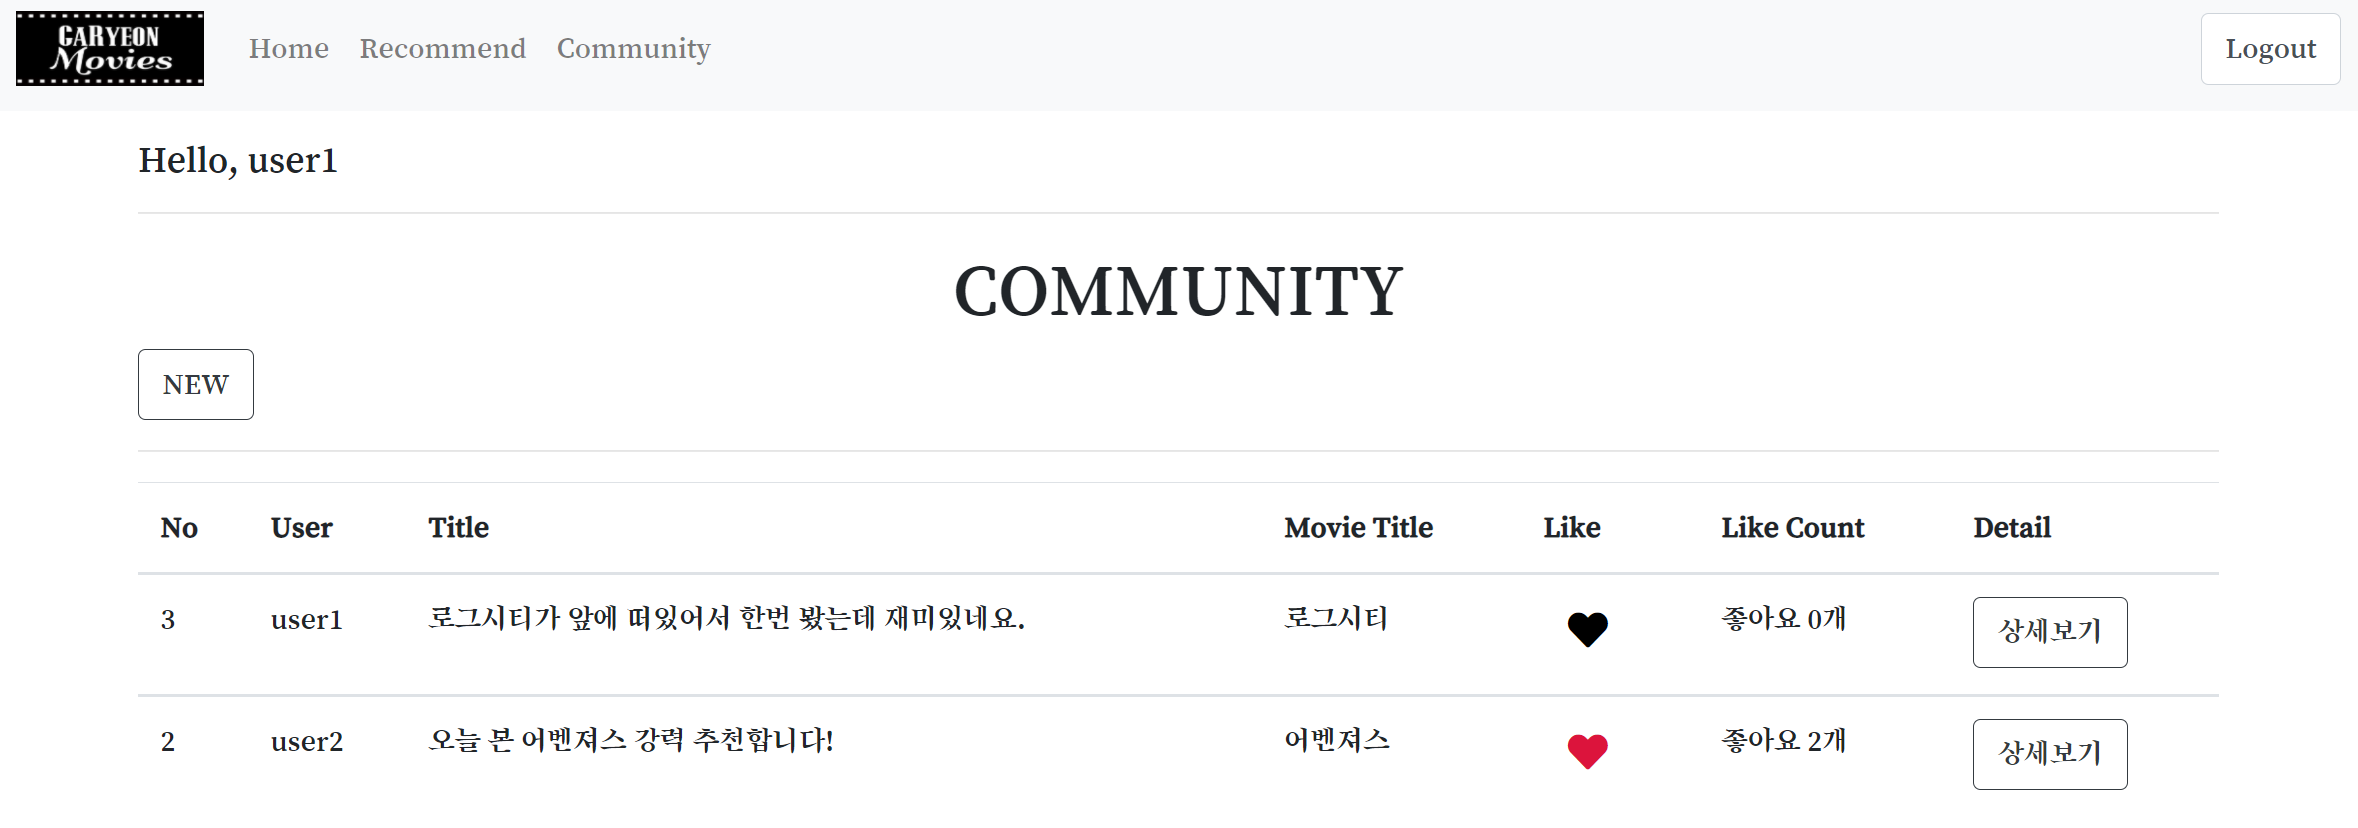 CARYEON
Movies
Home Recommend Community Logout
Hello, user1
COMMUNITY
NEW
No User Title Movie Title Like Like Count Detail
3 user1 로그시티가 앞에 떠있어서 한번 봤는데 재미있네요. 로그시티 좋아요 0개 상세보기
2 user2 오늘 본 어벤져스 강력 추천합니다! 어벤져스 좋아요 2개 상세보기